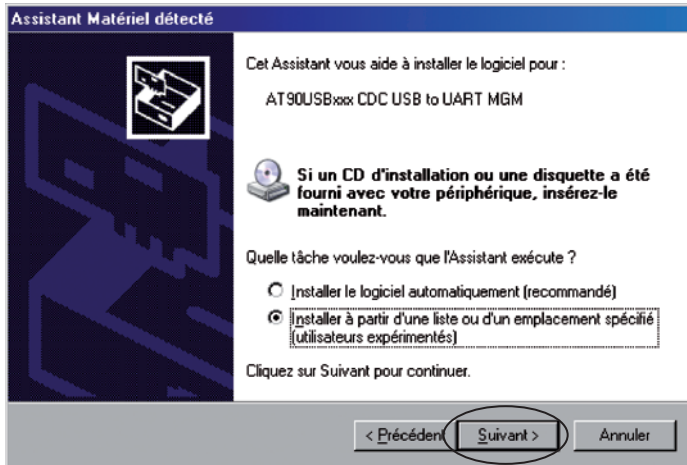 Assistant Matériel détecté
Cet Assistant vous aide à installer le logiciel pour :
AT90USBxxx CDC USB to UART MGM
Si un CD d'installation ou une disquette a été
fourni avec votre périphérique, insérez-le
maintenant.
Quelle tâche voulez-vous que l'Assistant exécute ?
Installer le logiciel automatiquement (recommandé)
Installer à partir d'une liste ou d'un emplacement spécifié
(utilisateurs expérimentés)
Cliquez sur Suivant pour continuer.
< Précédent
Suivant >
Annuler